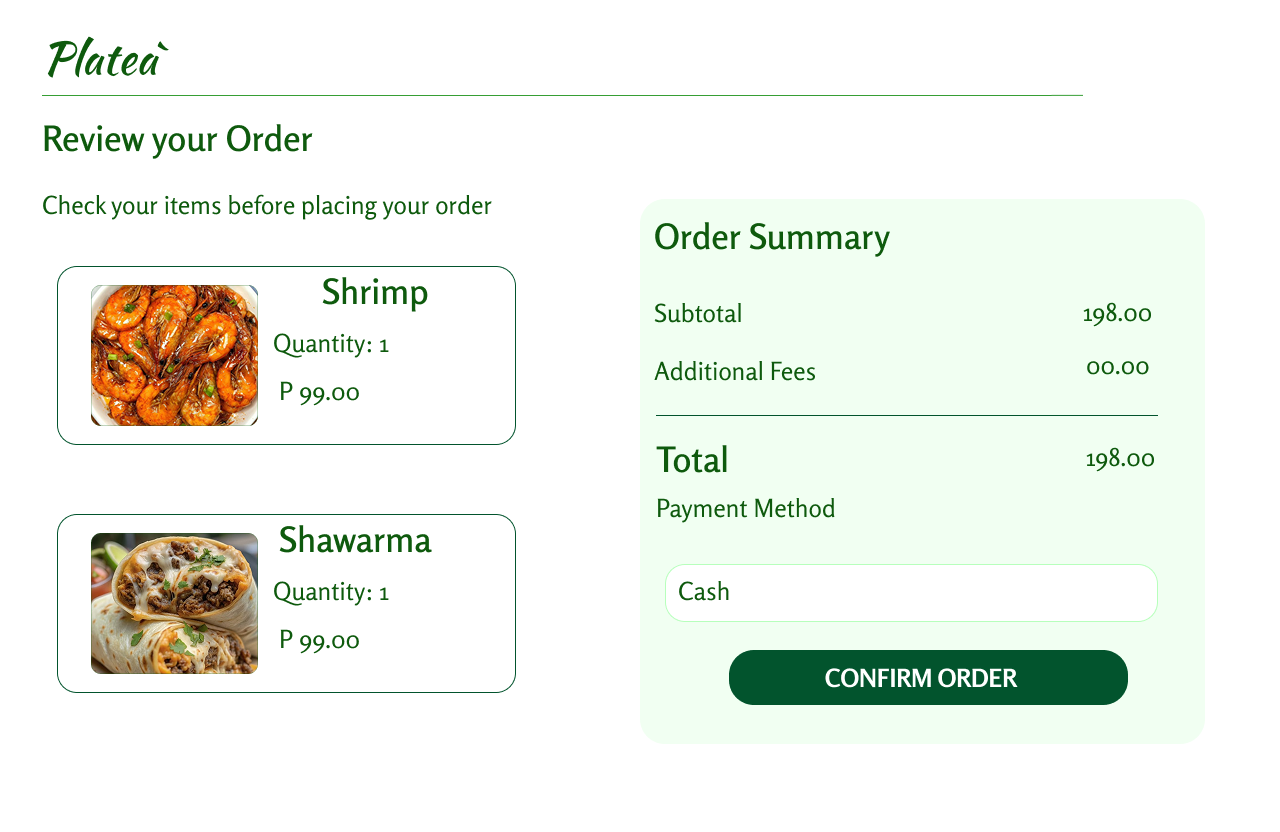 Platea`
Review your Order
Check your items before placing your order
Shrimp
Quantity: 1
P 99.00
Shawarma
Quantity: 1
P 99.00
Order Summary
Subtotal 198.00
Additional Fees 00.00
Total 198.00
Payment Method
Cash
CONFIRM ORDER